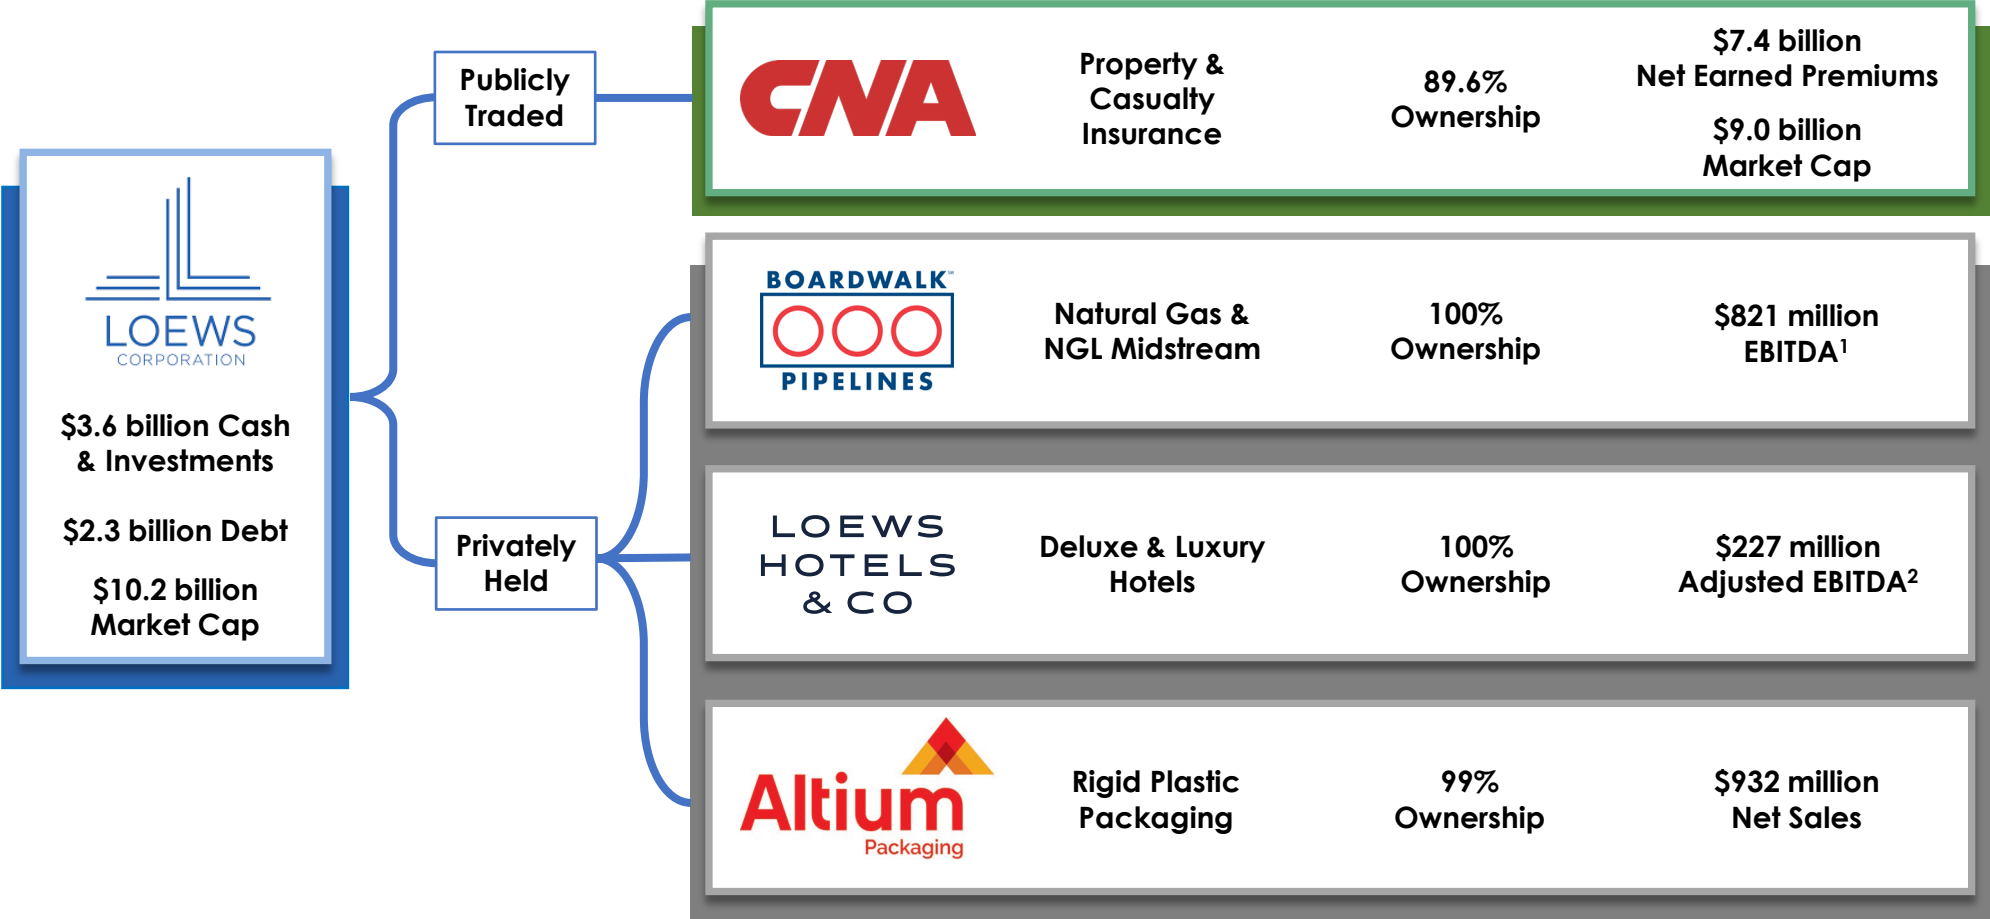 LOEWS
CORPORATION
$3.6 billion Cash
& Investments
$2.3 billion Debt
$10.2 billion
Market Cap
Publicly
Traded
CNA
Property &
Casualty
Insurance
89.6%
Ownership
$7.4 billion
Net Earned Premiums
$9.0 billion
Market Cap
Privately
Held
BOARDWALK
PIPELINES
Natural Gas &
NGL Midstream
100%
Ownership
$821 million
EBITDA¹
LOEWS
HOTELS
& CO
Deluxe & Luxury
Hotels
100%
Ownership
$227 million
Adjusted EBITDA²
Altium
Packaging
Rigid Plastic
Packaging
99%
Ownership
$932 million
Net Sales